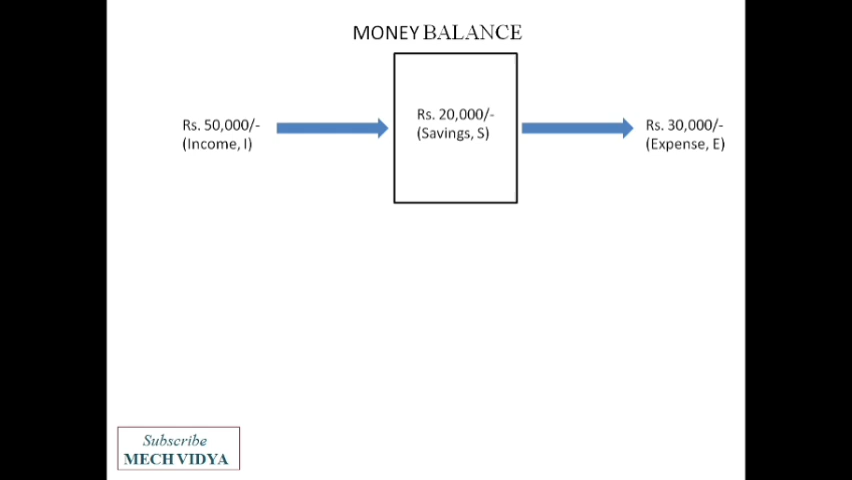 MONEY BALANCE
Rs. 50,000/-
(Income, I)
Rs. 20,000/-
(Savings, S)
Rs. 30,000/-
(Expense, E)
Subscribe
MECH VIDYA